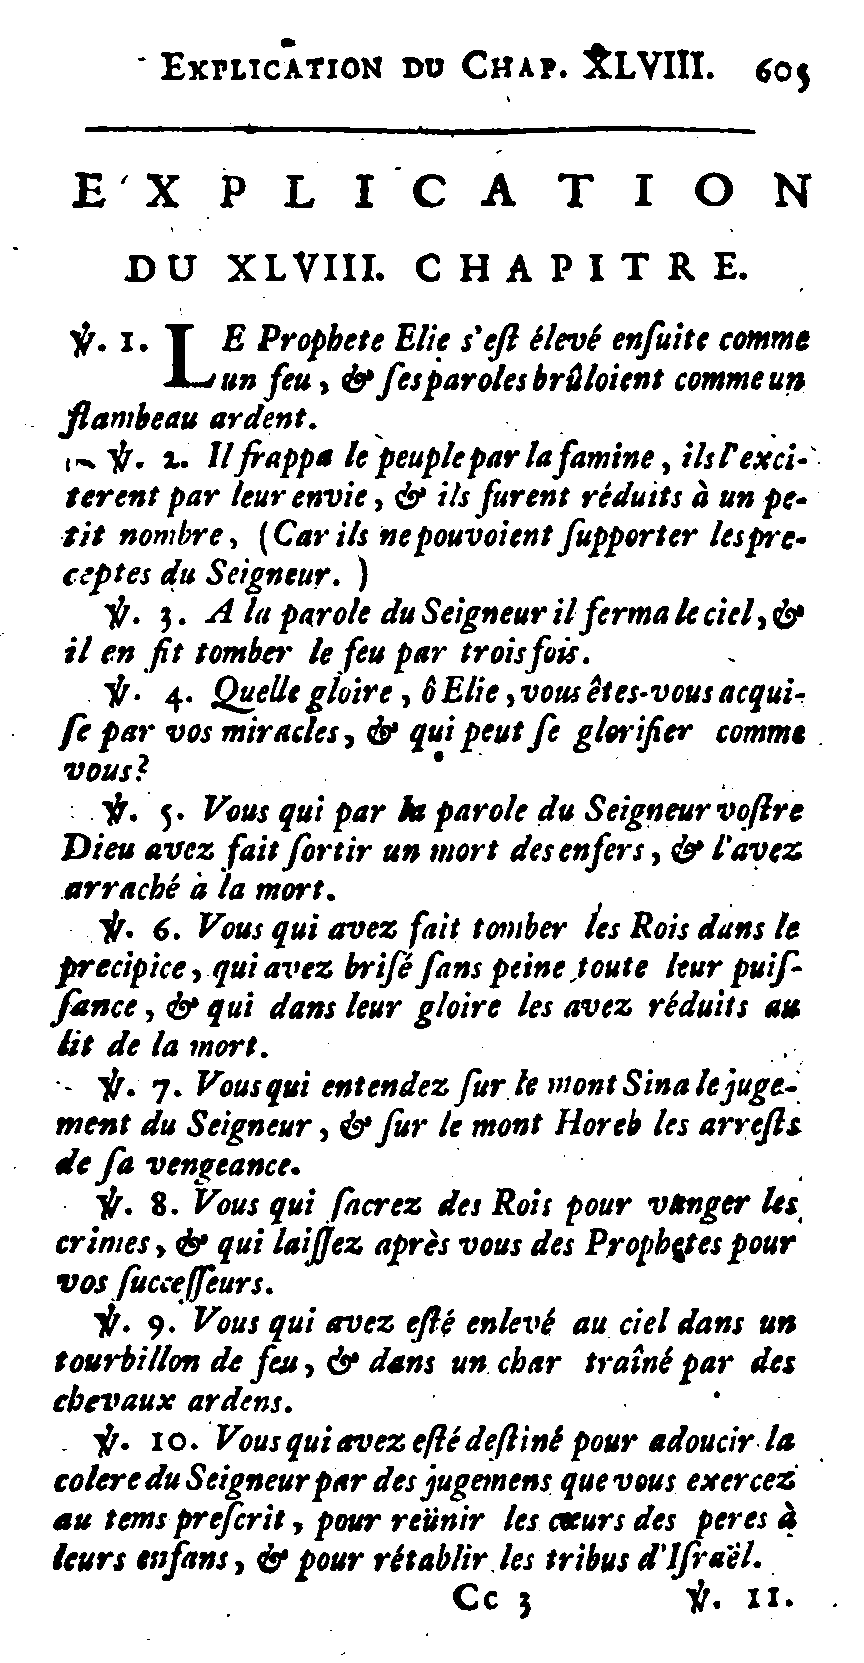 EXPLICATION DU CHAP. XLVIII. 605
EXPLICATION
DU XLVIII. CHAPITRE.
℣. 1. LE Prophete Elie s'eſt élevé enſuite comme
un feu, & ſes paroles brûloient comme un
flambeau ardent.
℣. 2. Il frappa le peuple par la famine, ils l'exci-
terent par leur envie, & ils furent réduits à un pe-
tit nombre, (Car ils ne pouvoient ſupporter les pre-
ceptes du Seigneur. )
℣. 3. A la parole du Seigneur il ferma le ciel, &
il en fit tomber le feu par trois fois.
℣. 4. Quelle gloire, ô Elie, vous êtes-vous acqui-
ſe par vos miracles, & qui peut ſe glorifier comme
vous?
℣. 5. Vous qui par la parole du Seigneur voſtre
Dieu avez fait ſortir un mort des enfers, & l'avez
arraché à la mort.
℣. 6. Vous qui avez fait tomber les Rois dans le
precipice, qui avez briſé ſans peine toute leur puiſ-
ſance, & qui dans leur gloire les avez réduits au
lit de la mort.
℣. 7. Vous qui entendez ſur le mont Sina le juge-
ment du Seigneur, & ſur le mont Horeb les arreſts
de ſa vengeance.
℣. 8. Vous qui ſacrez des Rois pour vanger les
crimes, & qui laiſſez après vous des Prophetes pour
vos ſucceſſeurs.
℣. 9. Vous qui avez eſté enlevé au ciel dans un
tourbillon de feu, & dans un char traîné par des
chevaux ardens.
℣. 10. Vous qui avez eſté deſtiné pour adoucir la
colere du Seigneur par des jugemens que vous exercez
au tems preſcrit, pour reünir les cœurs des peres à
leurs enfans, & pour rétablir les tribus d'Iſraël.
Cc 3 ℣. 11.